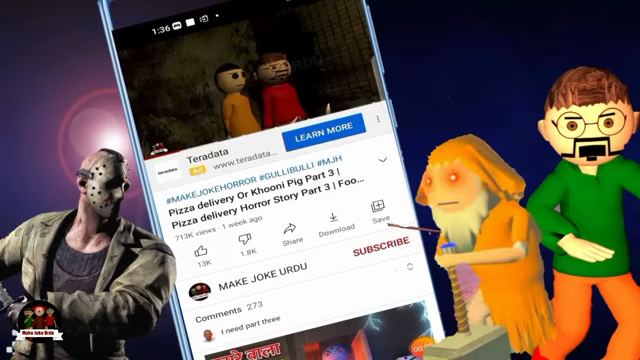 1:36
Teradata
Ad www.teradata...
LEARN MORE
teradata.
#MAKEJOKEHORROR #GULLIBULLI #MJH
Pizza delivery Or Khooni Pig Part 3 |
Pizza delivery Horror Story Part 3 | Foo...
713K views · 1 week ago
13K
1.8K
Share
Download
Save
MAKE JOKE URDU
SUBSCRIBE
Comments 273
I need part three
वाला
Make Joke Urdu